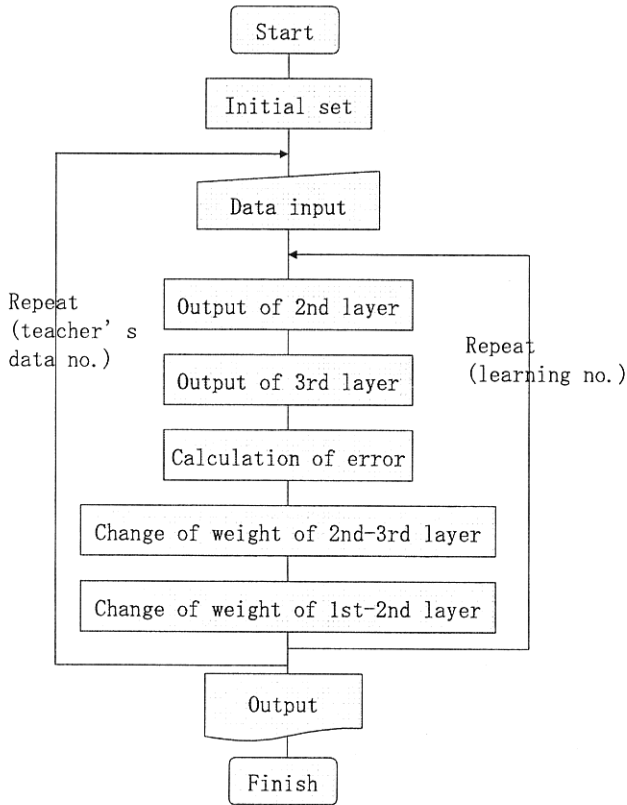 Start
Initial set
Data input
Output of 2nd layer
Repeat
(teacher's
data no.)
Repeat
(learning no.)
Output of 3rd layer
Calculation of error
Change of weight of 2nd-3rd layer
Change of weight of 1st-2nd layer
Output
Finish